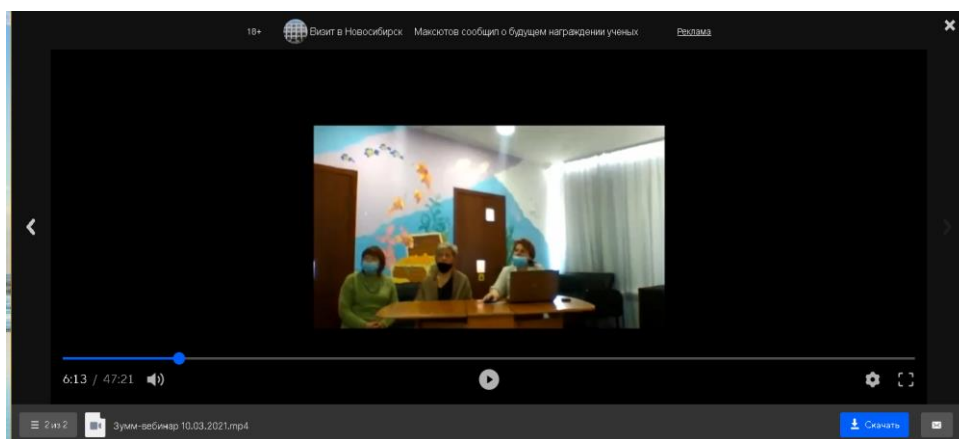 18+ Визит в Новосибирск Максютов сообщил о будущем награждении ученых Реклама
6:13 / 47:21
2 из 2 Зумм-вебинар 10.03.2021.mp4 Скачать